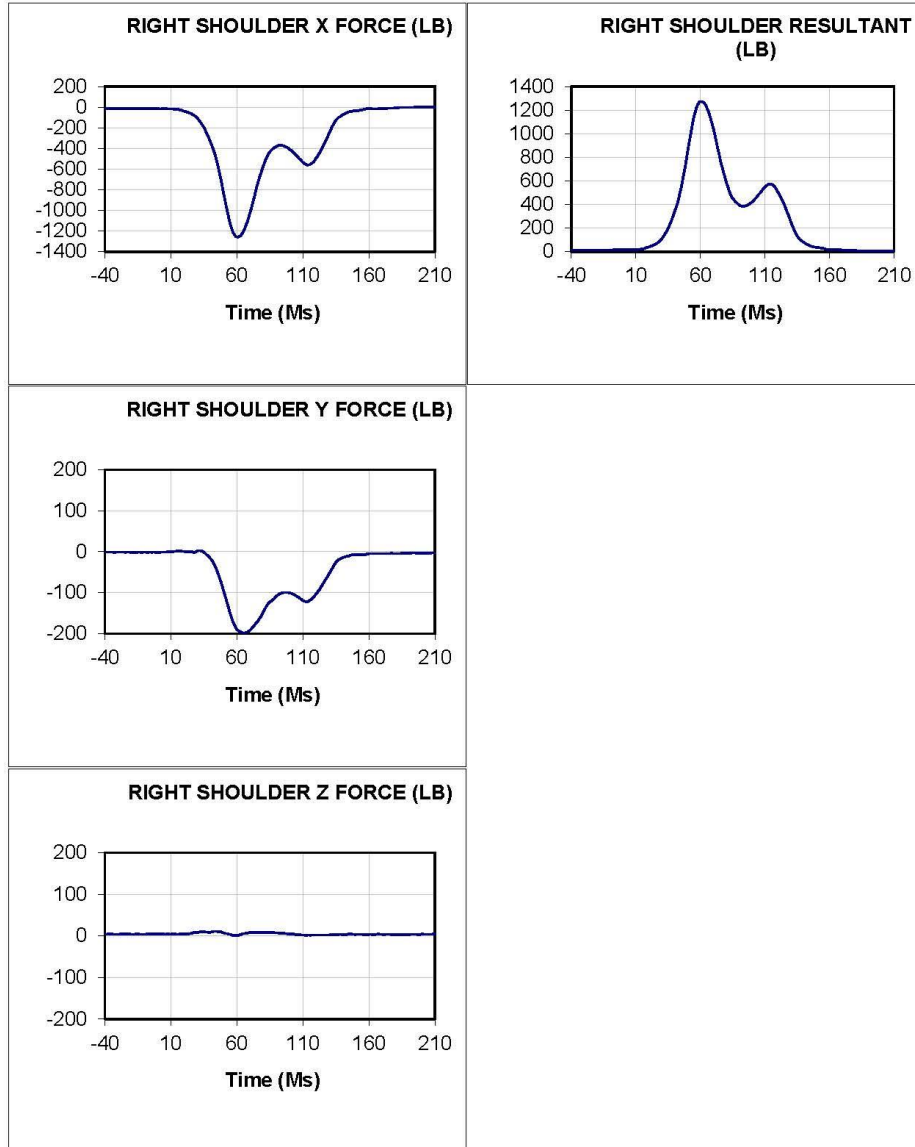 RIGHT SHOULDER X FORCE (LB)
200
0
-200
-400
-600
-800
-1000
-1200
-1400
-40 10 60 110 160 210
Time (Ms)
RIGHT SHOULDER RESULTANT
(LB)
1400
1200
1000
800
600
400
200
0
-40 10 60 110 160 210
Time (Ms)
RIGHT SHOULDER Y FORCE (LB)
200
100
0
-100
-200
-40 10 60 110 160 210
Time (Ms)
RIGHT SHOULDER Z FORCE (LB)
200
100
0
-100
-200
-40 10 60 110 160 210
Time (Ms)